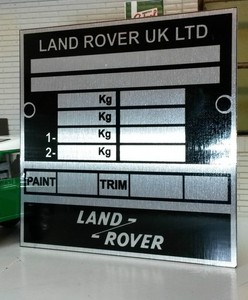 LAND ROVER UK LTD
Kg
Kg
1- Kg
2- Kg
PAINT TRIM
LAND
ROVER